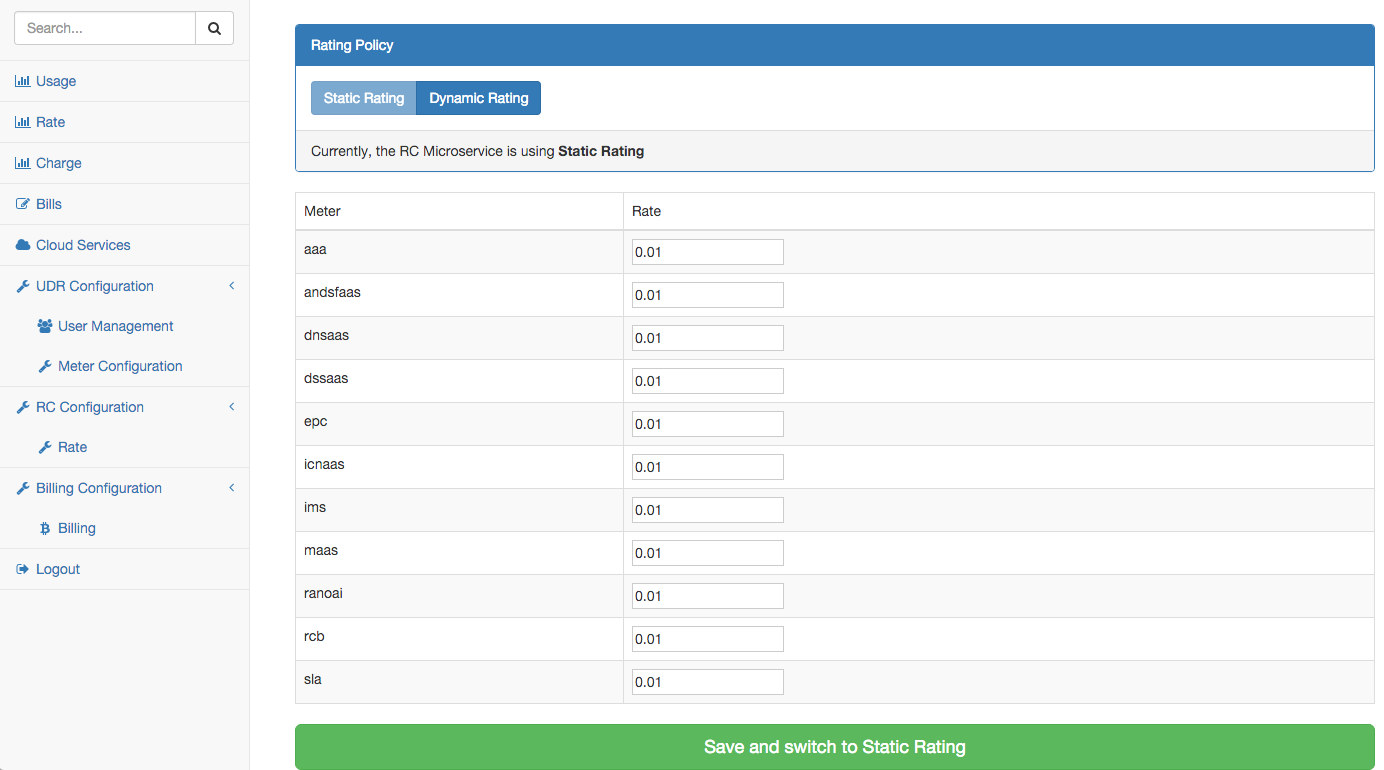 Search...
Usage
Rate
Charge
Bills
Cloud Services
UDR Configuration
User Management
Meter Configuration
RC Configuration
Rate
Billing Configuration
Billing
Logout
Rating Policy
Static Rating Dynamic Rating
Currently, the RC Microservice is using Static Rating
Meter Rate
aaa 0.01
andsfaas 0.01
dnsaas 0.01
dssaas 0.01
epc 0.01
icnaas 0.01
ims 0.01
maas 0.01
ranoai 0.01
rcb 0.01
sla 0.01
Save and switch to Static Rating